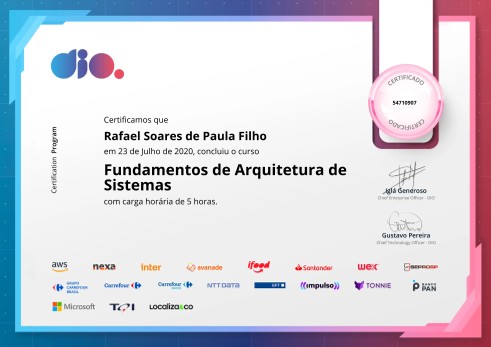 dio.
CERTIFICADO
54710907
CERTIFICADO
Certification Program
Certificamos que
Rafael Soares de Paula Filho
em 23 de Julho de 2020, concluiu o curso
Fundamentos de Arquitetura de
Sistemas
com carga horária de 5 horas.
Iglá Generoso
Chief Enterprise Officer - DIO
Gustavo Pereira
Chief Technology Officer - DIO
aws nexa inter avanade ifood Santander wex SEPROSP
GRUPO CARREFOUR BRASIL Carrefour Carrefour NTT DATA GFT impulso TONNIE BANCO PAN
Microsoft TQI Localiza&co